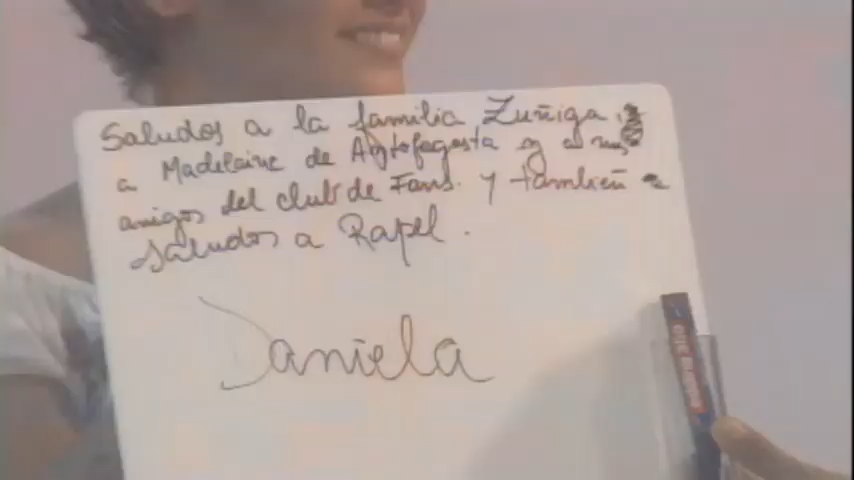 Saludos a la familia Zuñiga,
a Madelaine de Antofagasta y a mis
amigos del club de Fans. y también
saludos a Rapel.
Daniela